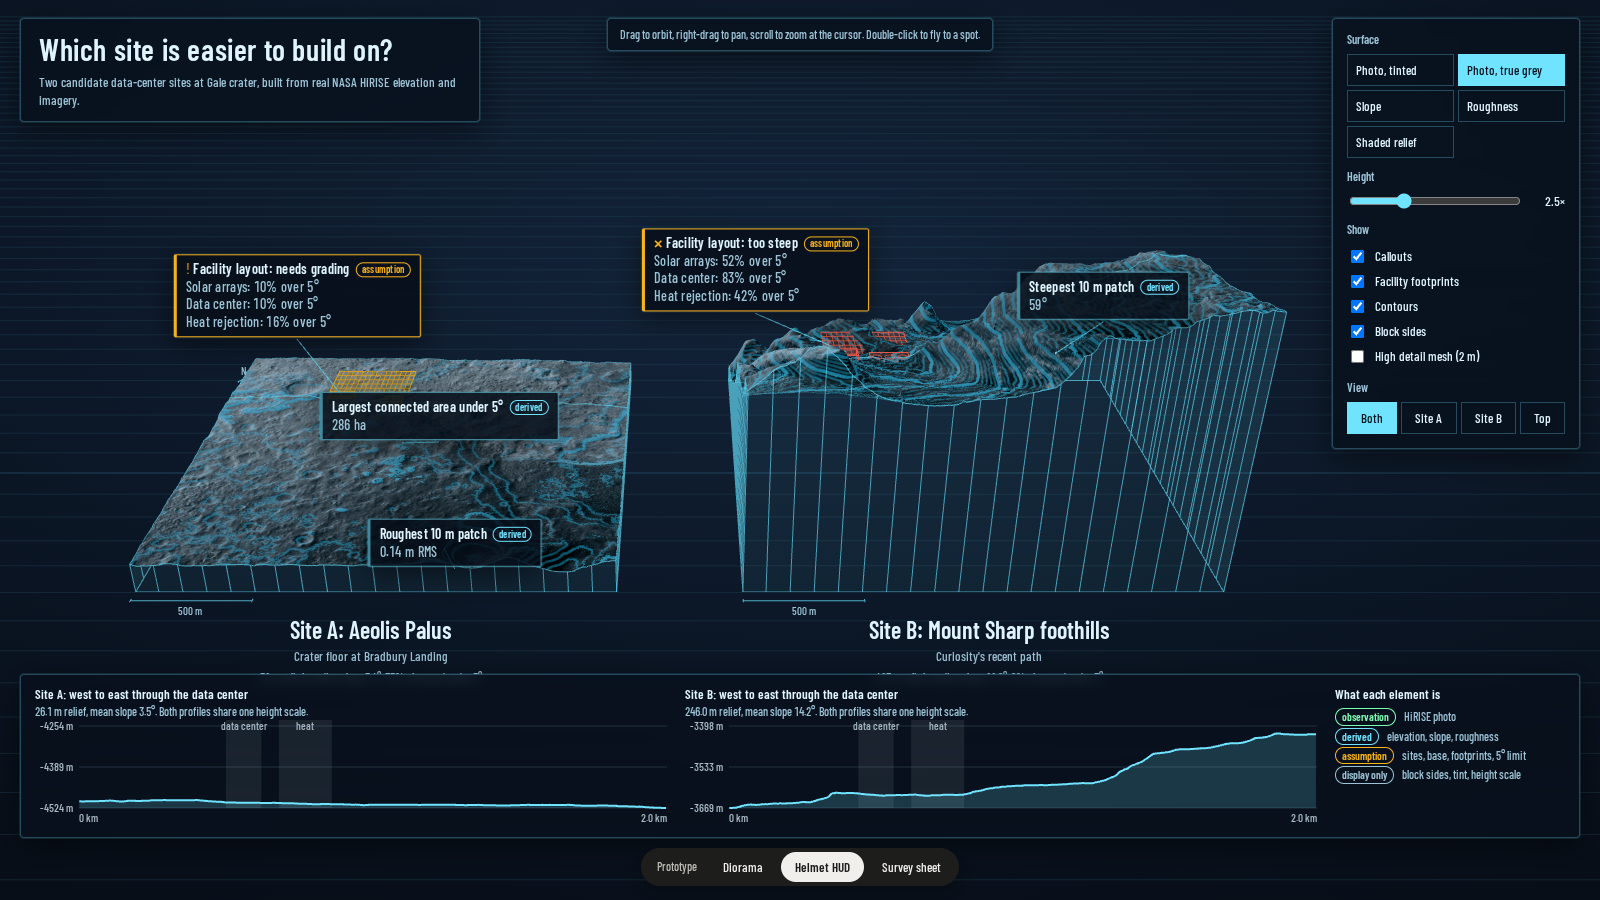 Which site is easier to build on?
Two candidate data-center sites at Gale crater, built from real NASA HiRISE elevation and
imagery.
Drag to orbit, right-drag to pan, scroll to zoom at the cursor. Double-click to fly to a spot.
Surface
Photo, tinted
Photo, true grey
Slope
Roughness
Shaded relief
Height
2.5×
Show
Callouts
Facility footprints
Contours
Block sides
High detail mesh (2 m)
View
Both
Site A
Site B
Top
! Facility layout: needs grading assumption
Solar arrays: 10% over 5°
Data center: 10% over 5°
Heat rejection: 16% over 5°
× Facility layout: too steep assumption
Solar arrays: 52% over 5°
Data center: 83% over 5°
Heat rejection: 42% over 5°
Steepest 10 m patch derived
59°
N
Largest connected area under 5° derived
286 ha
Roughest 10 m patch derived
0.14 m RMS
500 m
500 m
Site A: Aeolis Palus
Crater floor at Bradbury Landing
Site B: Mount Sharp foothills
Curiosity's recent path
Site A: west to east through the data center
26.1 m relief, mean slope 3.5°. Both profiles share one height scale.
-4254 m
data center
heat
-4389 m
-4524 m
0 km
2.0 km
Site B: west to east through the data center
246.0 m relief, mean slope 14.2°. Both profiles share one height scale.
-3398 m
data center
heat
-3533 m
-3669 m
0 km
2.0 km
What each element is
observation HiRISE photo
derived elevation, slope, roughness
assumption sites, base, footprints, 5° limit
display only block sides, tint, height scale
Prototype
Diorama
Helmet HUD
Survey sheet